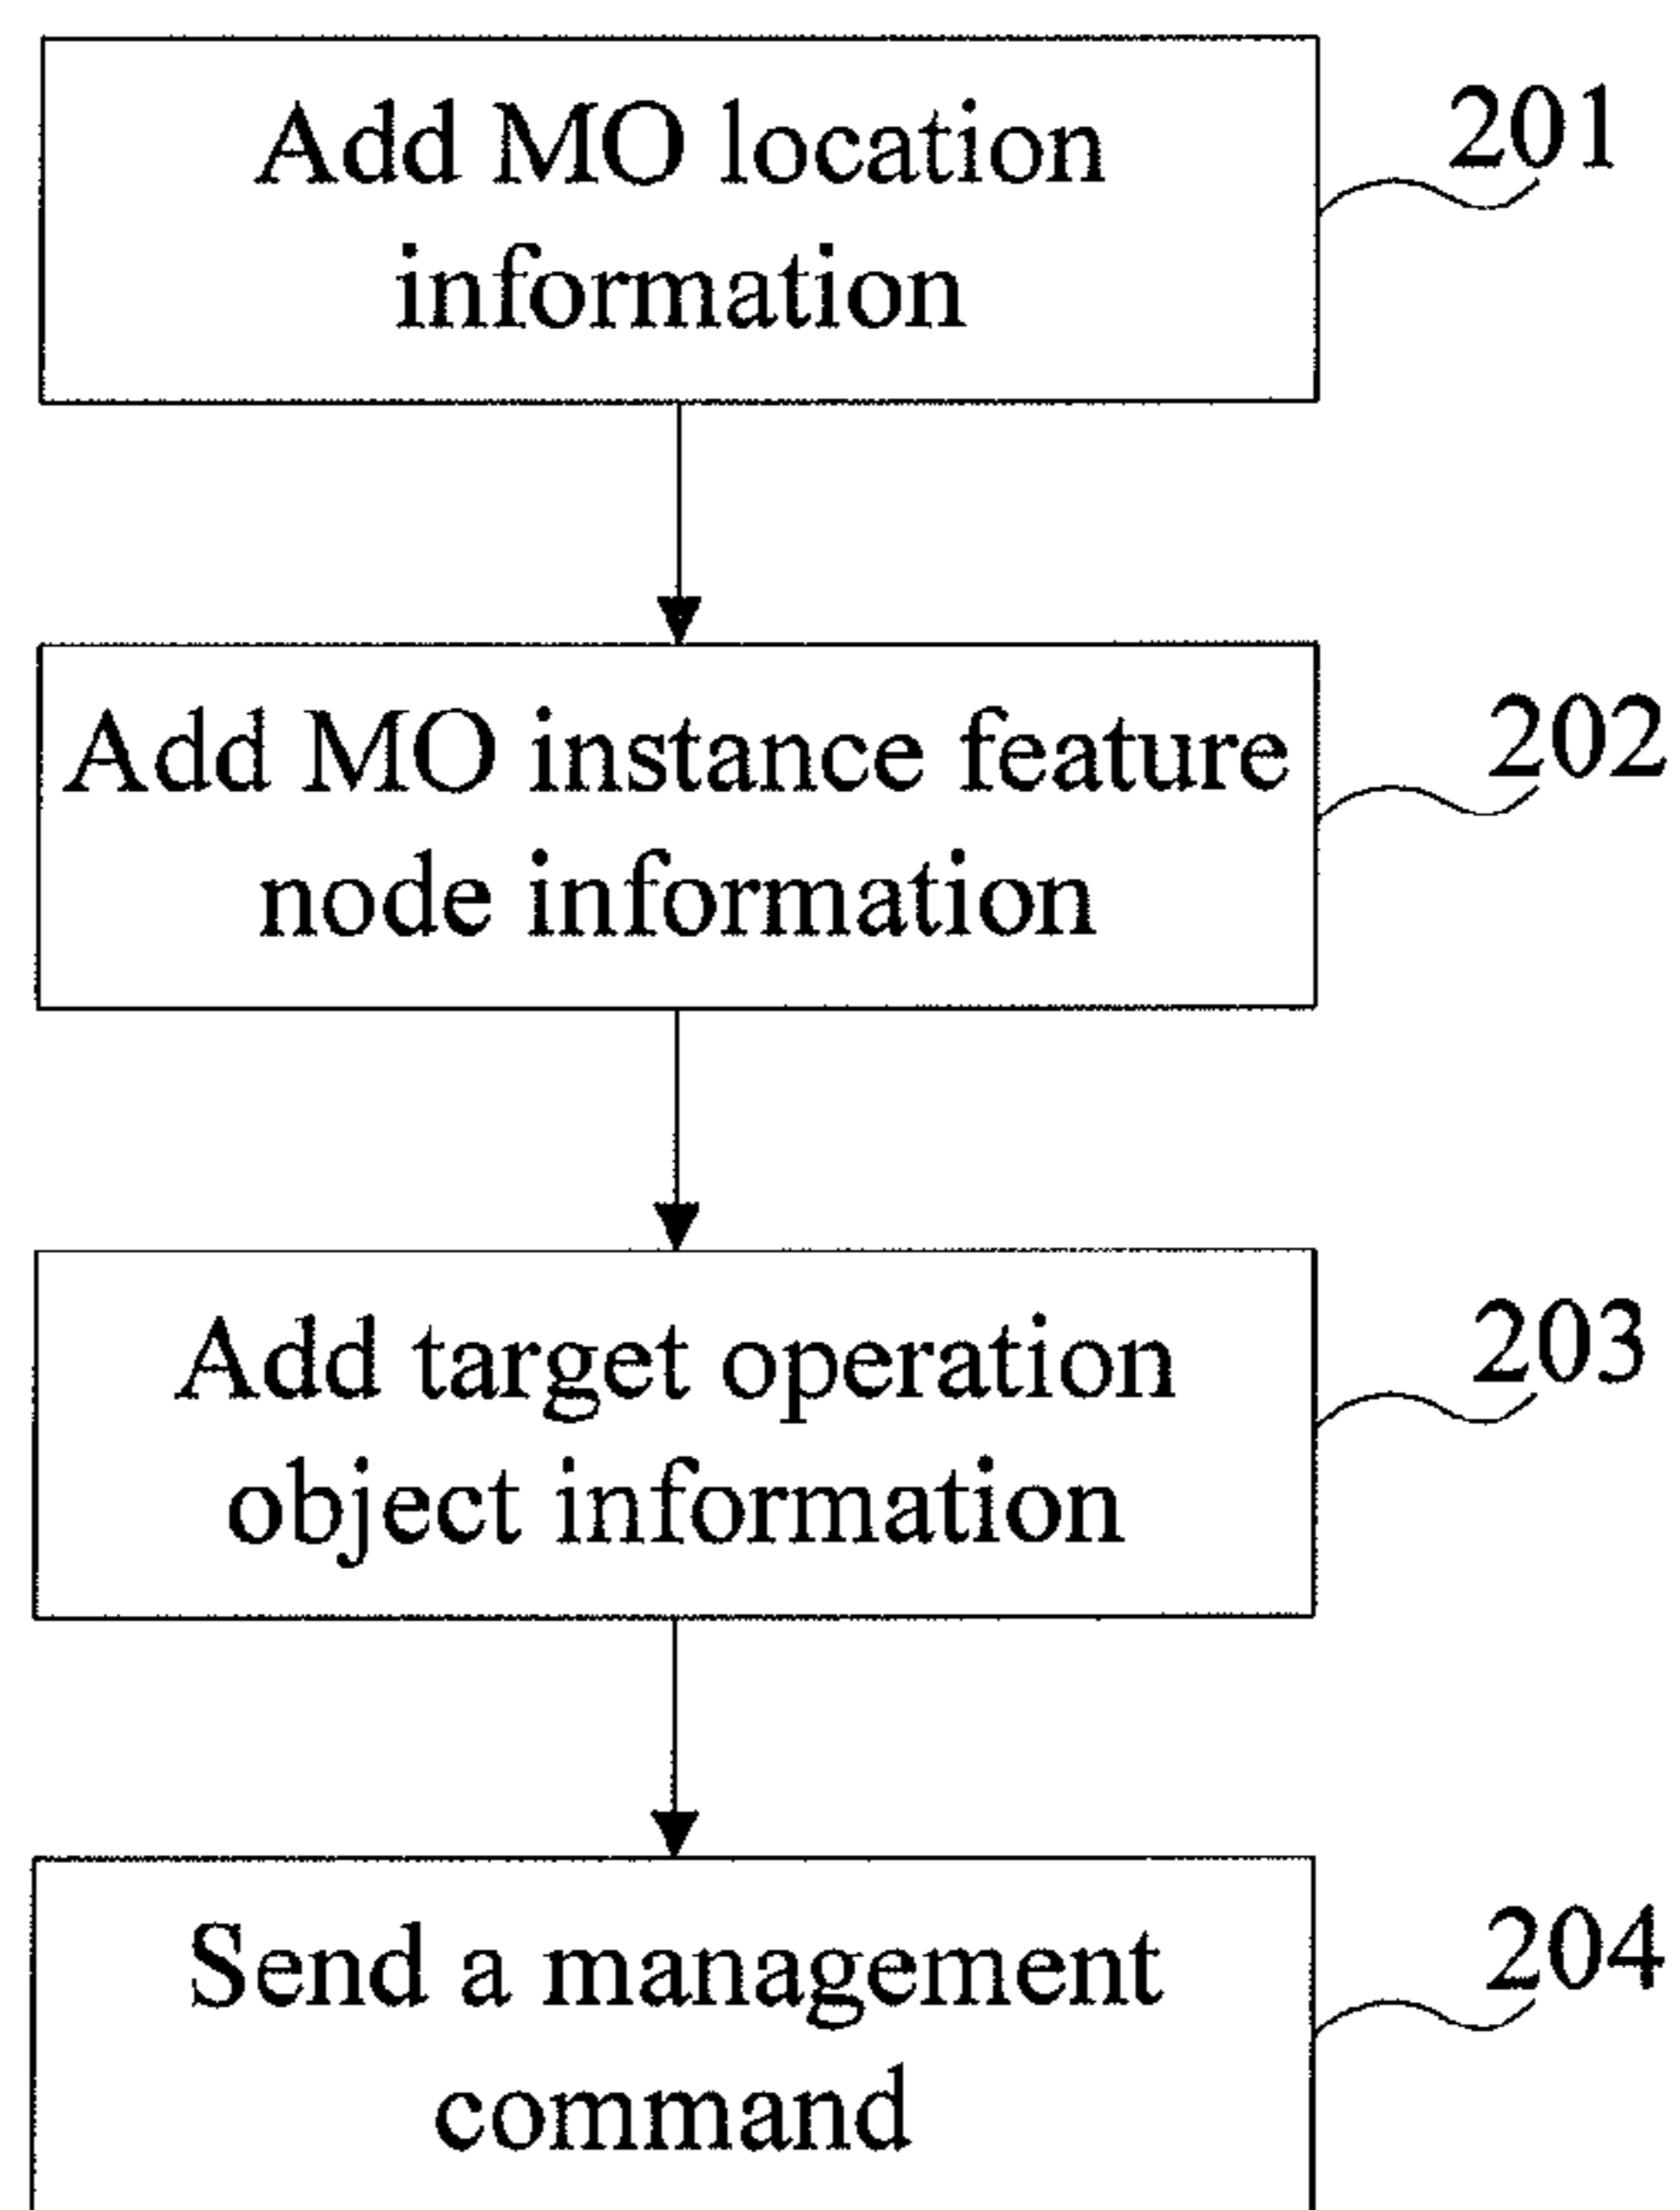 Add MO location
information
201
Add MO instance feature
node information
202
Add target operation
object information
203
Send a management
command
204